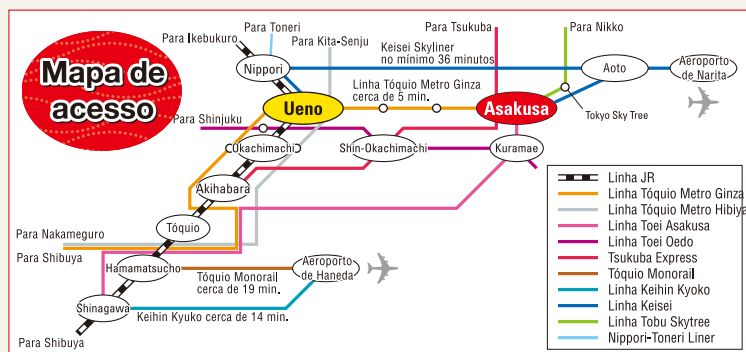 Mapa de
acesso
Para Ikebukuro
Para Toneri
Para Kita-Senju
Para Tsukuba
Para Nikko
Keisei Skyliner
no mínimo 36 minutos
Nippori
Aoto
Aeroporto
de Narita
Linha Tóquio Metro Ginza
cerca de 5 min.
Ueno
Asakusa
Tokyo Sky Tree
Para Shinjuku
Okachimachi
Shin-Okachimachi
Kuramae
Akihabara
Tóquio
Para Nakameguro
Para Shibuya
Hamamatsucho
Tóquio Monorail
cerca de 19 min.
Aeroporto
de Haneda
Shinagawa
Keihin Kyuko cerca de 14 min.
Para Shibuya
Linha JR
Linha Tóquio Metro Ginza
Linha Tóquio Metro Hibiya
Linha Toei Asakusa
Linha Toei Oedo
Tsukuba Express
Tóquio Monorail
Linha Keihin Kyoko
Linha Keisei
Linha Tobu Skytree
Nippori-Toneri Liner